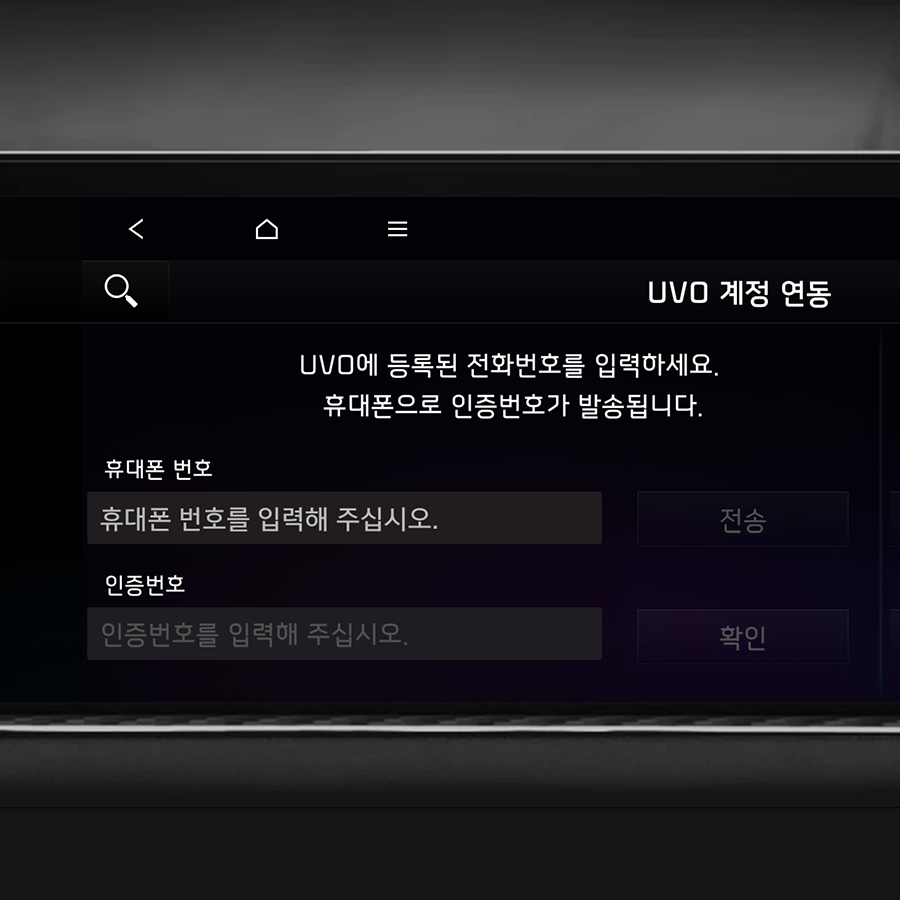 UVO 계정 연동
UVO에 등록된 전화번호를 입력하세요.
휴대폰으로 인증번호가 발송됩니다.
휴대폰 번호
휴대폰 번호를 입력해 주십시오.
전송
인증번호
인증번호를 입력해 주십시오.
확인